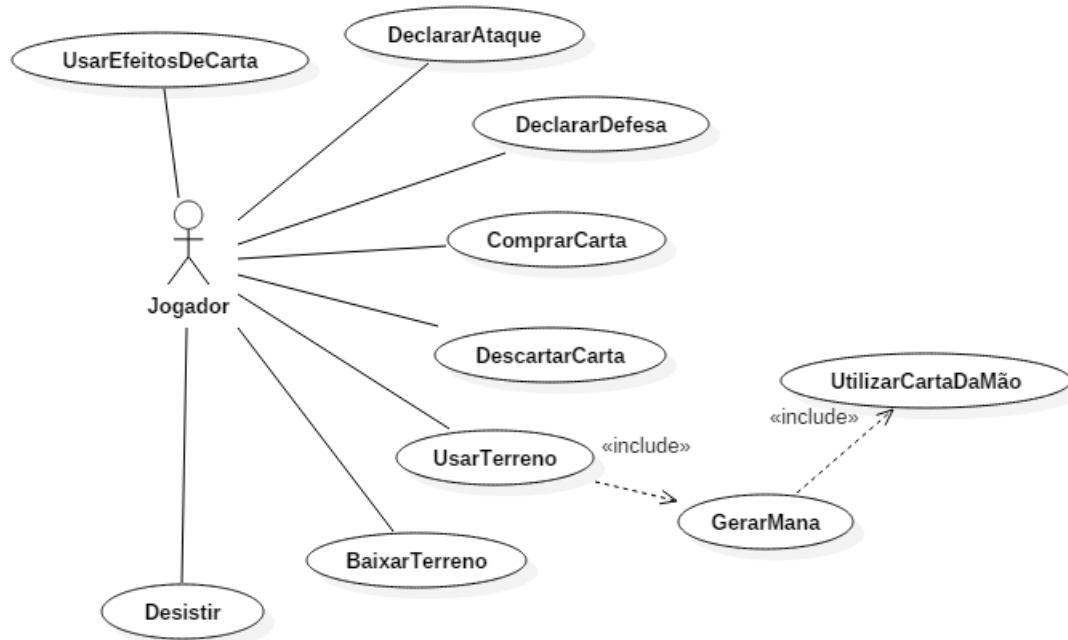 DeclararAtaque
UsarEfeitosDeCarta
DeclararDefesa
ComprarCarta
Jogador
DescartarCarta
UtilizarCartaDaMão
«include»
«include»
UsarTerreno
GerarMana
BaixarTerreno
Desistir